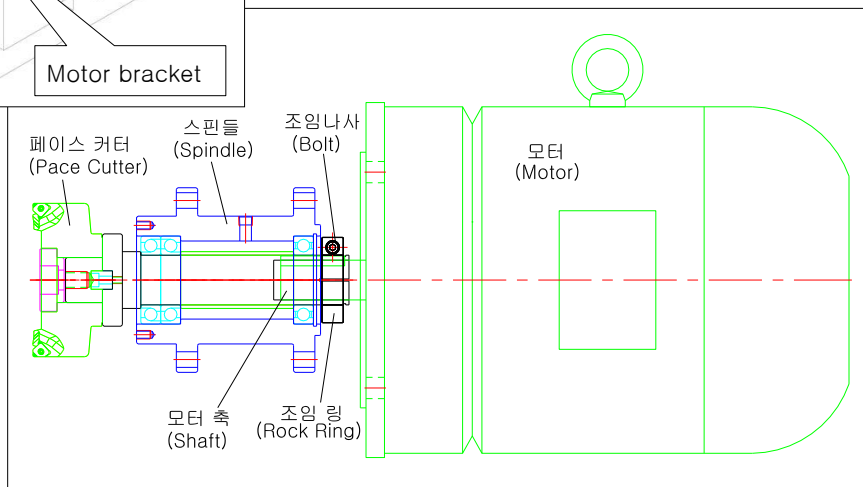 Motor bracket
페이스 커터
(Pace Cutter)
스핀들
(Spindle)
조임나사
(Bolt)
모터
(Motor)
모터 축
(Shaft)
조임 링
(Rock Ring)